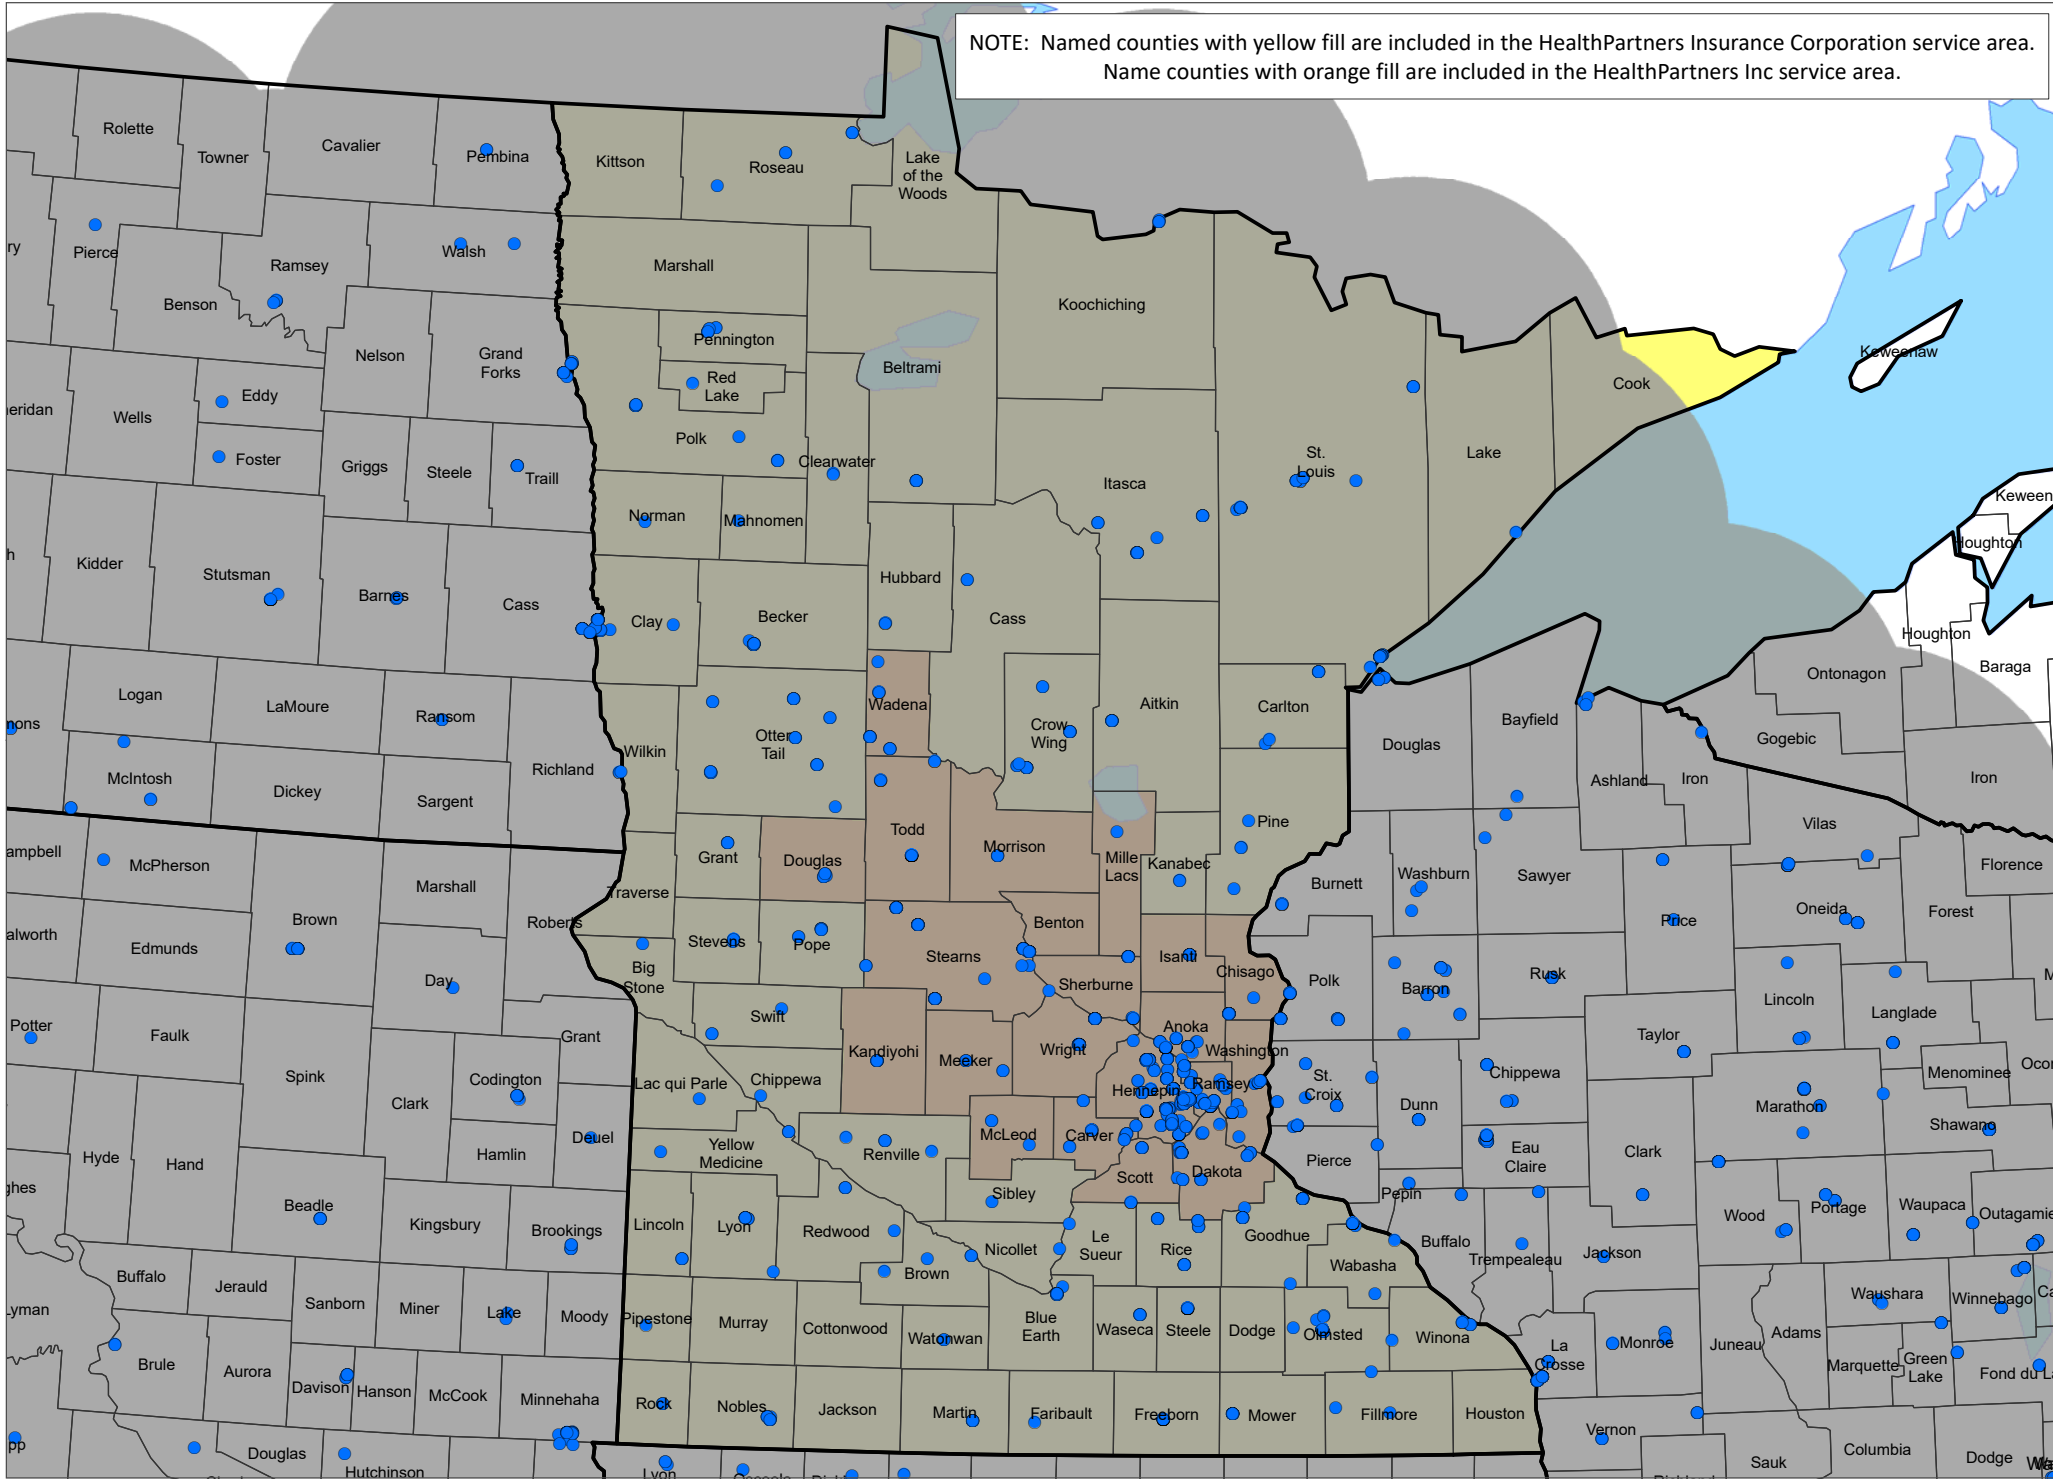 NOTE: Named counties with yellow fill are included in the HealthPartners Insurance Corporation service area.
Name counties with orange fill are included in the HealthPartners Inc service area.
Rolette
Towner
Cavalier
Pembina
Kittson
Roseau
Lake
of the
Woods
Pierce
Ramsey
Walsh
Benson
Marshall
Koochiching
Nelson
Grand
Forks
Pennington
Red
Lake
Beltrami
Cook
Keweenaw
eridan
Wells
Eddy
Foster
Griggs
Steele
Traill
Polk
Clearwater
Itasca
St.
Louis
Lake
Norman
Mahnomen
Keween
Houghton
Kidder
Stutsman
Barnes
Cass
Clay
Becker
Hubbard
Cass
Houghton
Baraga
Ontonagon
Logan
LaMoure
Ransom
Wilkin
Otter
Tail
Wadena
Crow
Wing
Aitkin
Carlton
Douglas
Bayfield
Ashland
Iron
Gogebic
Iron
mons
McIntosh
Dickey
Sargent
Richland
Vilas
Florence
ampbell
McPherson
Marshall
Roberts
Traverse
Grant
Douglas
Todd
Morrison
Mille
Lacs
Kanabec
Pine
Burnett
Washburn
Sawyer
Price
Oneida
Forest
alworth
Edmunds
Brown
Day
Big
Stone
Stevens
Pope
Stearns
Benton
Sherburne
Isanti
Chisago
Polk
Barron
Rusk
Lincoln
Langlade
Potter
Faulk
Spink
Clark
Codington
Grant
Swift
Kandiyohi
Meeker
Wright
Anoka
Washington
Hennepin
Ramsey
St.
Croix
Dunn
Chippewa
Taylor
Marathon
Menominee
Oco
Shawano
Lac qui Parle
Chippewa
Hyde
Hand
Hamlin
Deuel
Yellow
Medicine
Renville
McLeod
Carver
Scott
Dakota
Pierce
Pepin
Eau
Claire
Clark
ghes
Beadle
Kingsbury
Brookings
Lincoln
Lyon
Redwood
Sibley
Nicollet
Brown
Le
Sueur
Rice
Goodhue
Wabasha
Buffalo
Trempealeau
Jackson
Wood
Portage
Waupaca
Outagamie
Buffalo
Jerauld
Sanborn
Miner
Lake
Moody
Pipestone
Murray
Cottonwood
Watonwan
Blue
Earth
Waseca
Steele
Dodge
Olmsted
Winona
La
Crosse
Monroe
Juneau
Adams
Waushara
Winnebago
Ca
Marquette
Green
Lake
Fond du La
Lyman
Brule
Aurora
Davison
Hanson
McCook
Minnehaha
Rock
Nobles
Jackson
Martin
Faribault
Freeborn
Mower
Fillmore
Houston
Vernon
Sauk
Columbia
Dodge
pp
Douglas
Hutchinson
Lyon